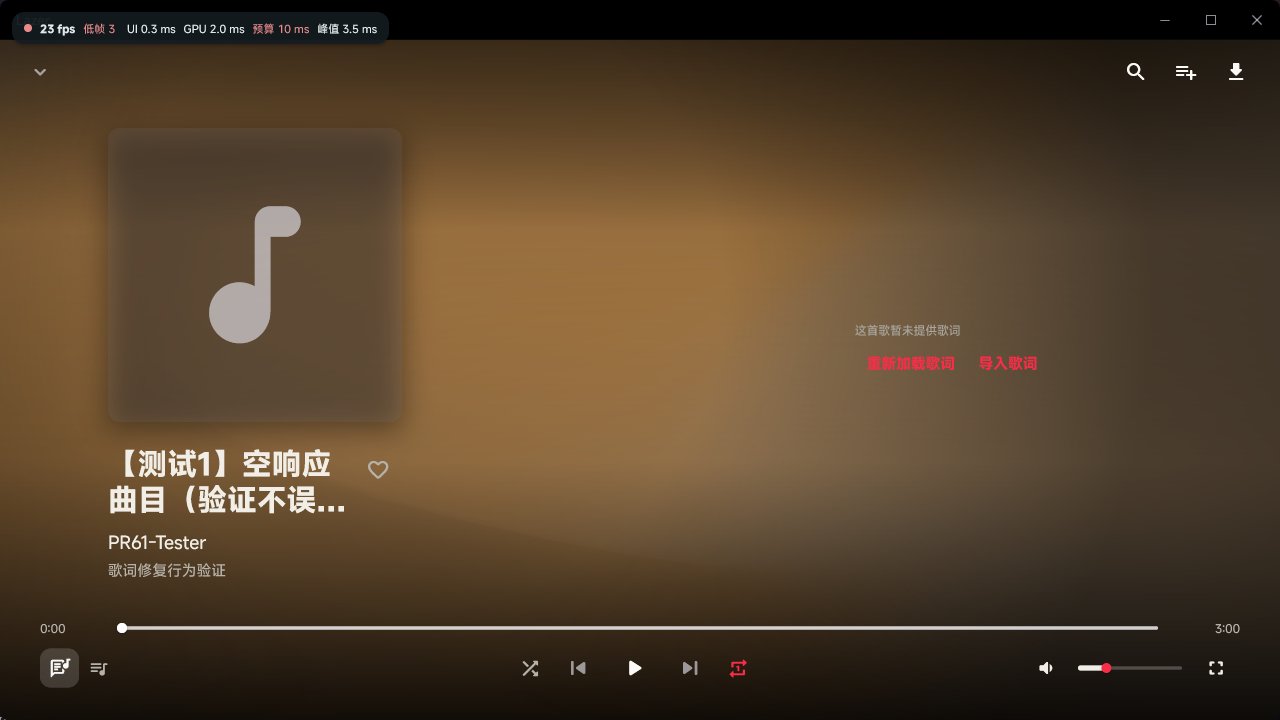 23 fps 低帧 3 UI 0.3 ms GPU 2.0 ms 预算 10 ms 峰值 3.5 ms
这首歌暂未提供歌词
重新加载歌词 导入歌词
【测试1】空响应
曲目（验证不误...
PR61-Tester
歌词修复行为验证
0:00 3:00
1